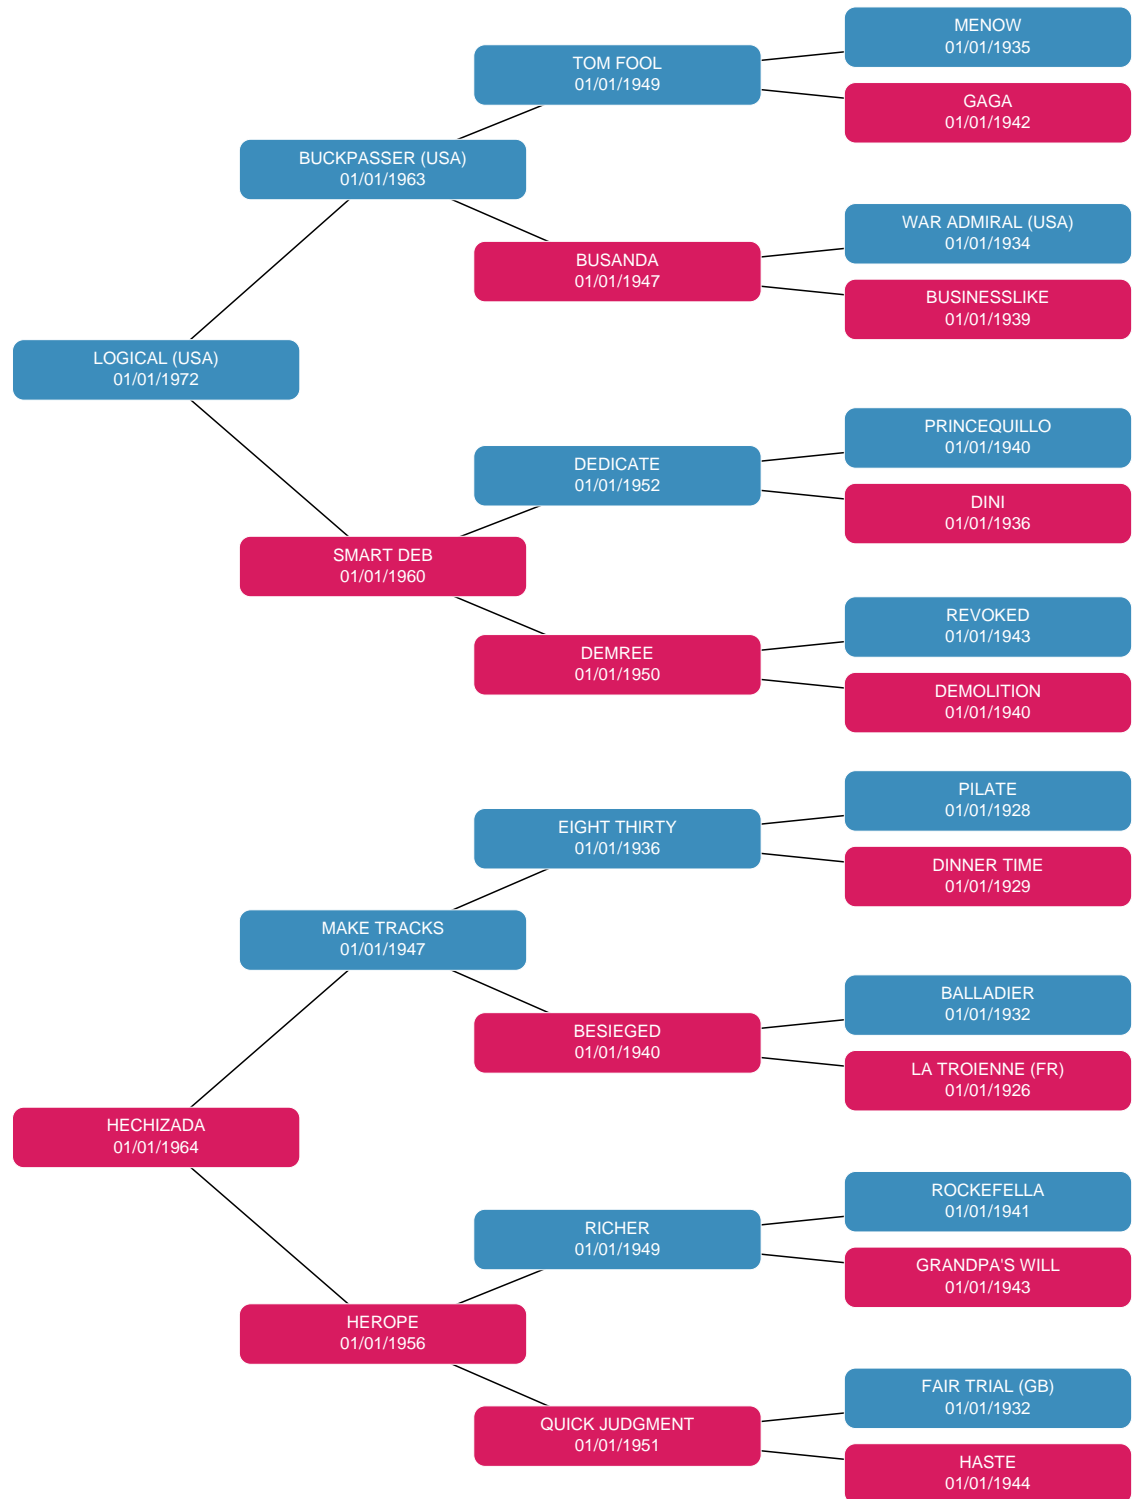 MENOW
01/01/1935
TOM FOOL
01/01/1949
GAGA
01/01/1942
BUCKPASSER (USA)
01/01/1963
WAR ADMIRAL (USA)
01/01/1934
BUSANDA
01/01/1947
BUSINESSLIKE
01/01/1939
LOGICAL (USA)
01/01/1972
PRINCEQUILLO
01/01/1940
DEDICATE
01/01/1952
DINI
01/01/1936
SMART DEB
01/01/1960
REVOKED
01/01/1943
DEMREE
01/01/1950
DEMOLITION
01/01/1940
PILATE
01/01/1928
EIGHT THIRTY
01/01/1936
DINNER TIME
01/01/1929
MAKE TRACKS
01/01/1947
BALLADIER
01/01/1932
BESIEGED
01/01/1940
LA TROIENNE (FR)
01/01/1926
HECHIZADA
01/01/1964
ROCKEFELLA
01/01/1941
RICHER
01/01/1949
GRANDPA'S WILL
01/01/1943
HEROPE
01/01/1956
FAIR TRIAL (GB)
01/01/1932
QUICK JUDGMENT
01/01/1951
HASTE
01/01/1944